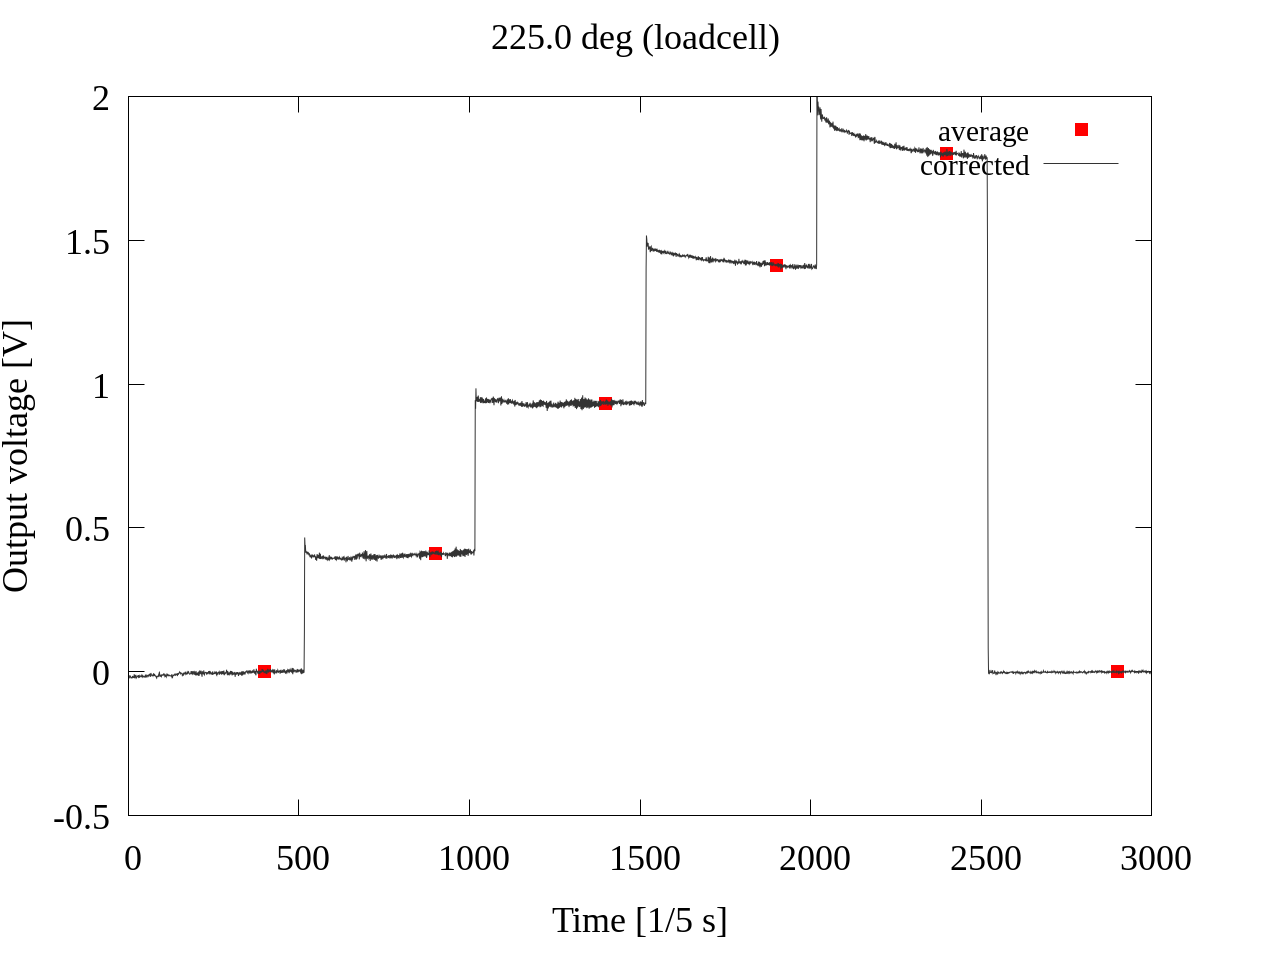 225.0 deg (loadcell)
2
1.5
1
0.5
0
-0.5
Output voltage [V]
average
corrected
0 500 1000 1500 2000 2500 3000
Time [1/5 s]